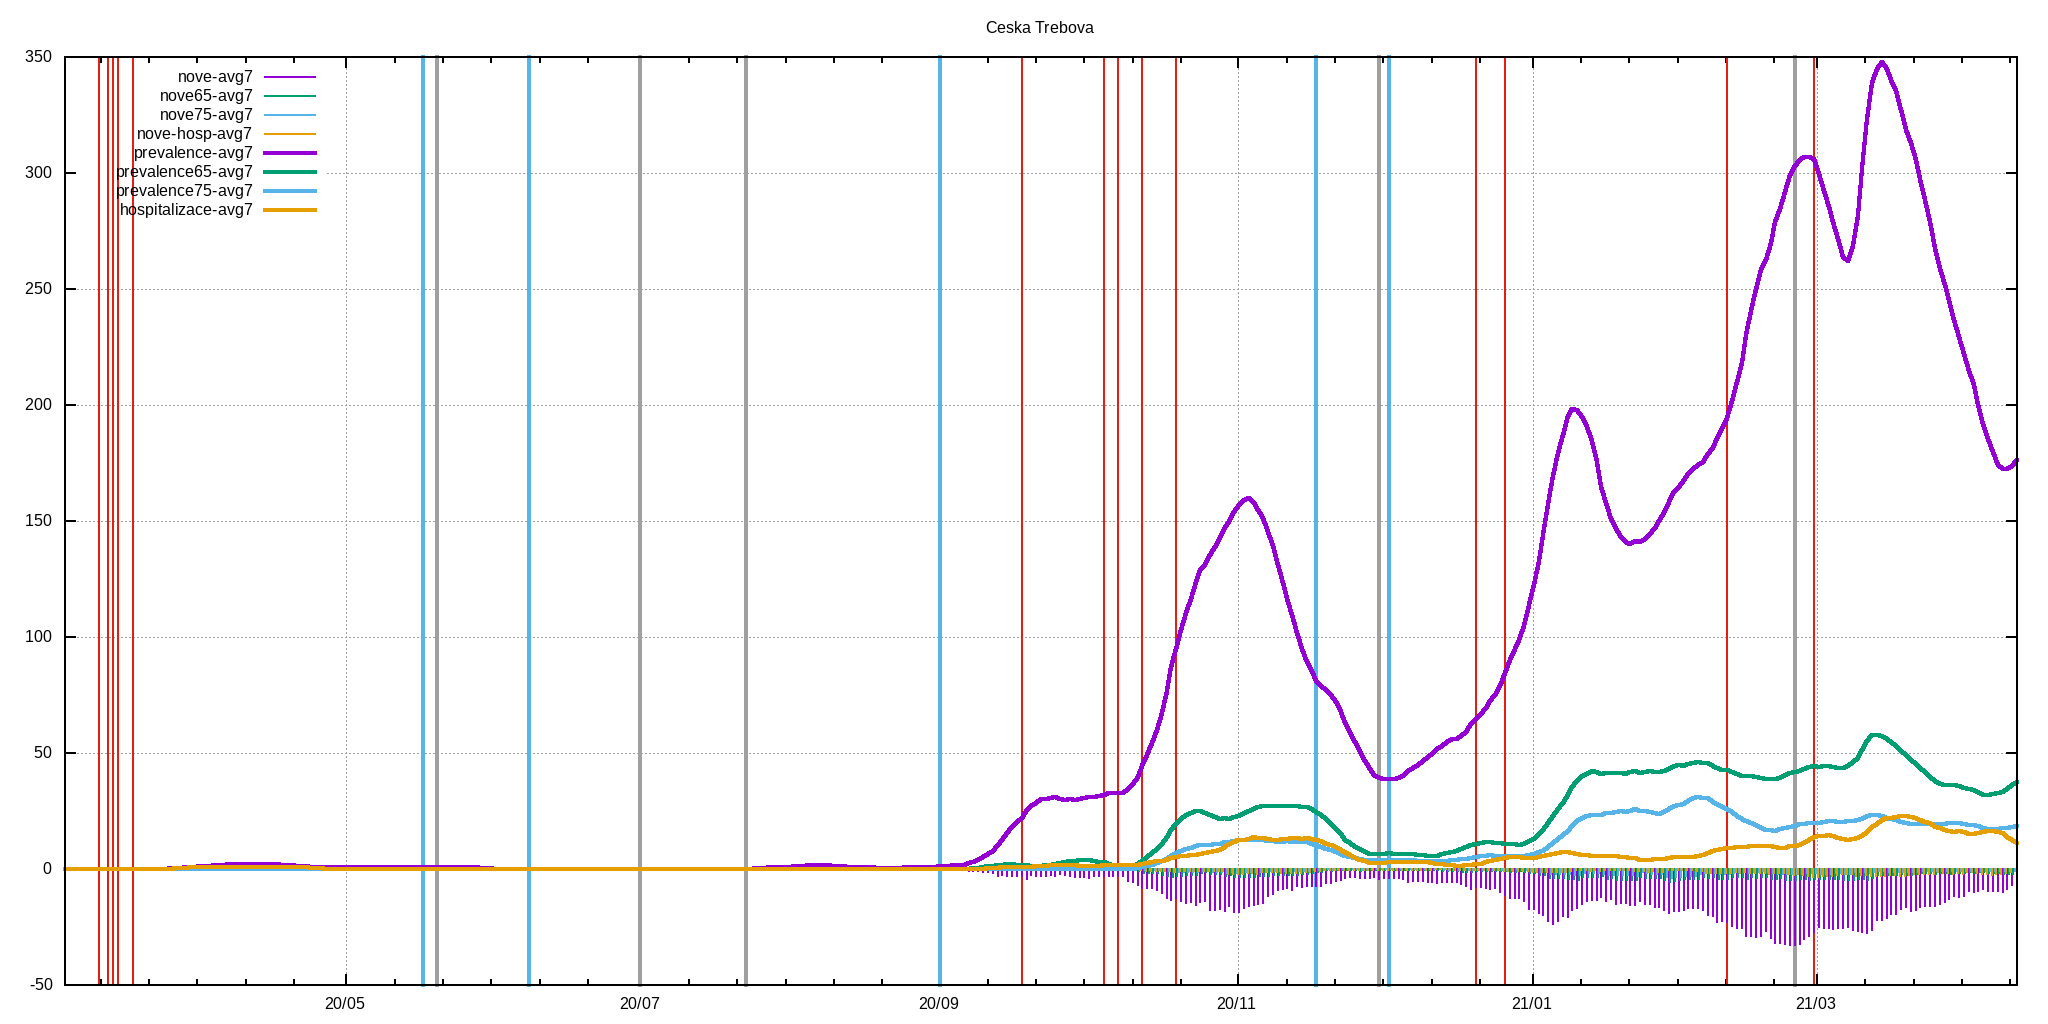 Ceska Trebova
350
300
250
200
150
100
50
0
-50
nove-avg7
nove65-avg7
nove75-avg7
nove-hosp-avg7
prevalence-avg7
prevalence65-avg7
prevalence75-avg7
hospitalizace-avg7
20/05 20/07 20/09 20/11 21/01 21/03